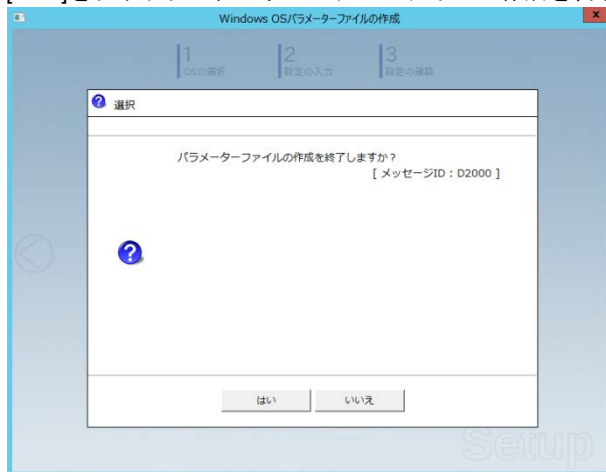 Windows OSパラメーターファイルの作成
1
OSの選択
2
設定の入力
3
設定の確認
選択
パラメーターファイルの作成を終了しますか？
[ メッセージID：D2000 ]
はい
いいえ
Setup